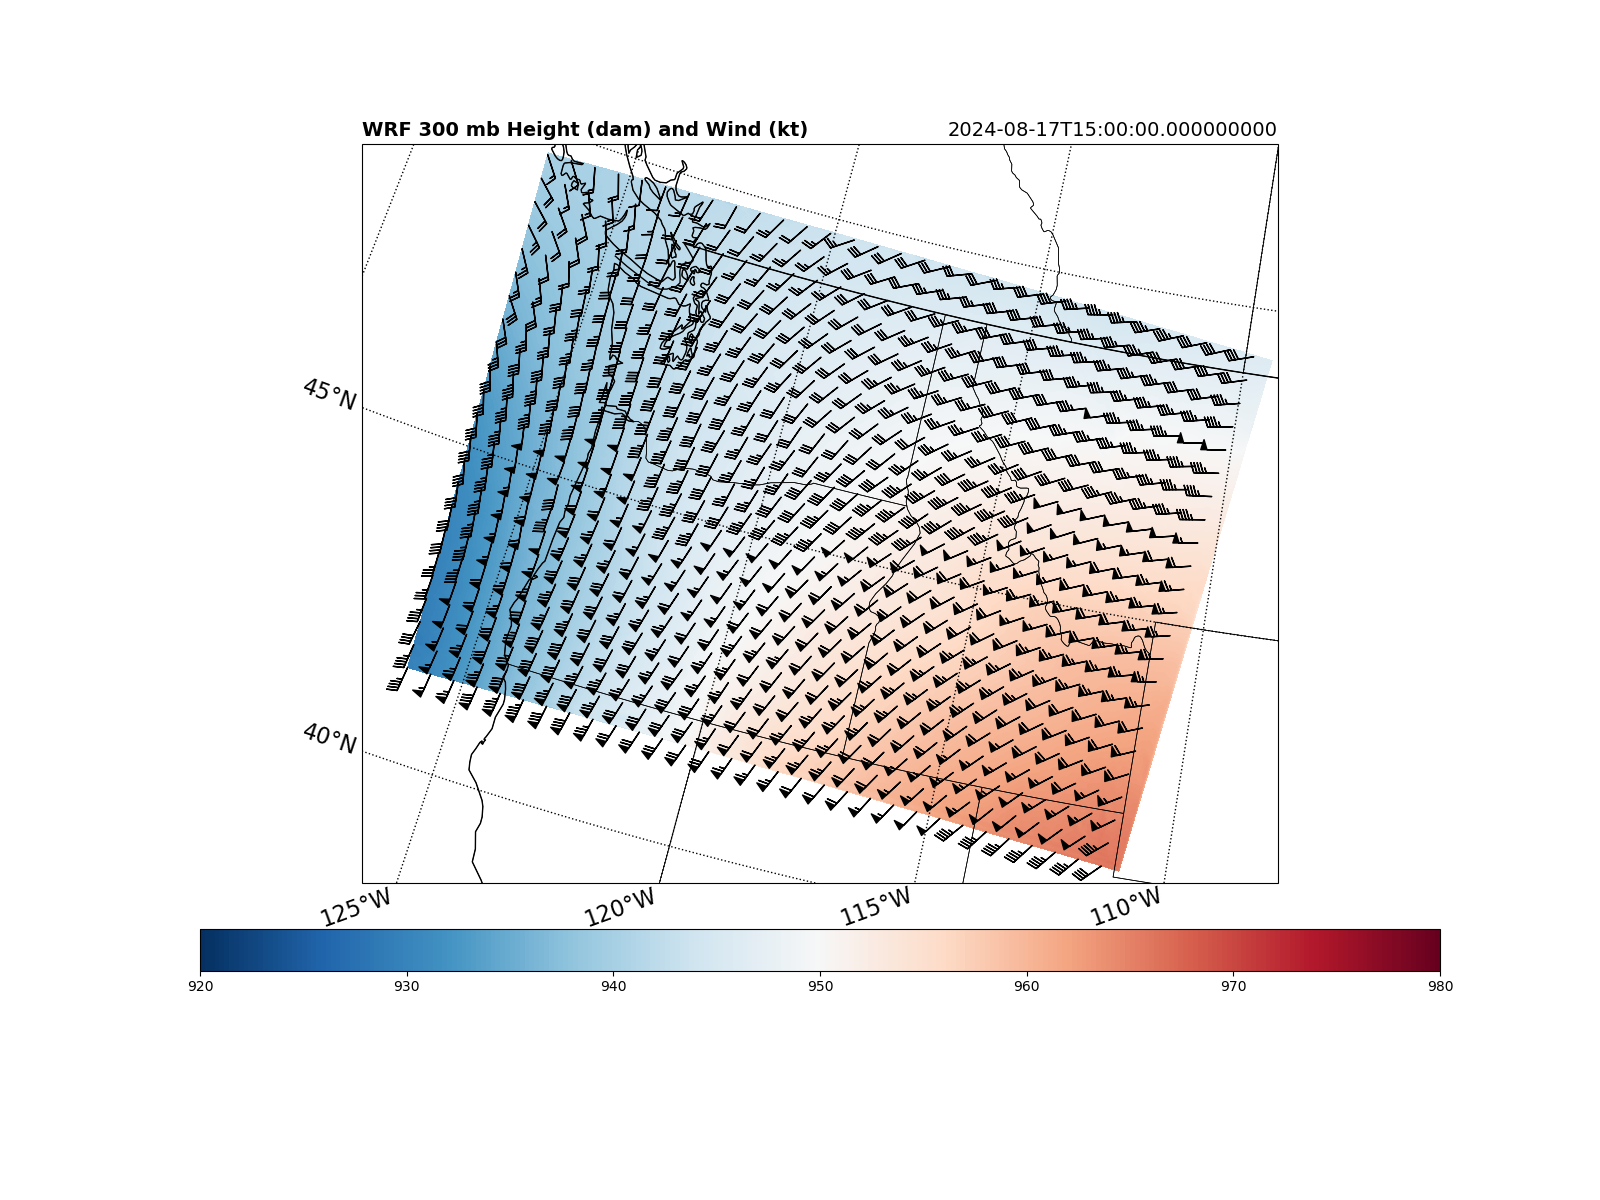 WRF 300 mb Height (dam) and Wind (kt)
2024-08-17T15:00:00.000000000
45°N
40°N
125°W
120°W
115°W
110°W
920
930
940
950
960
970
980